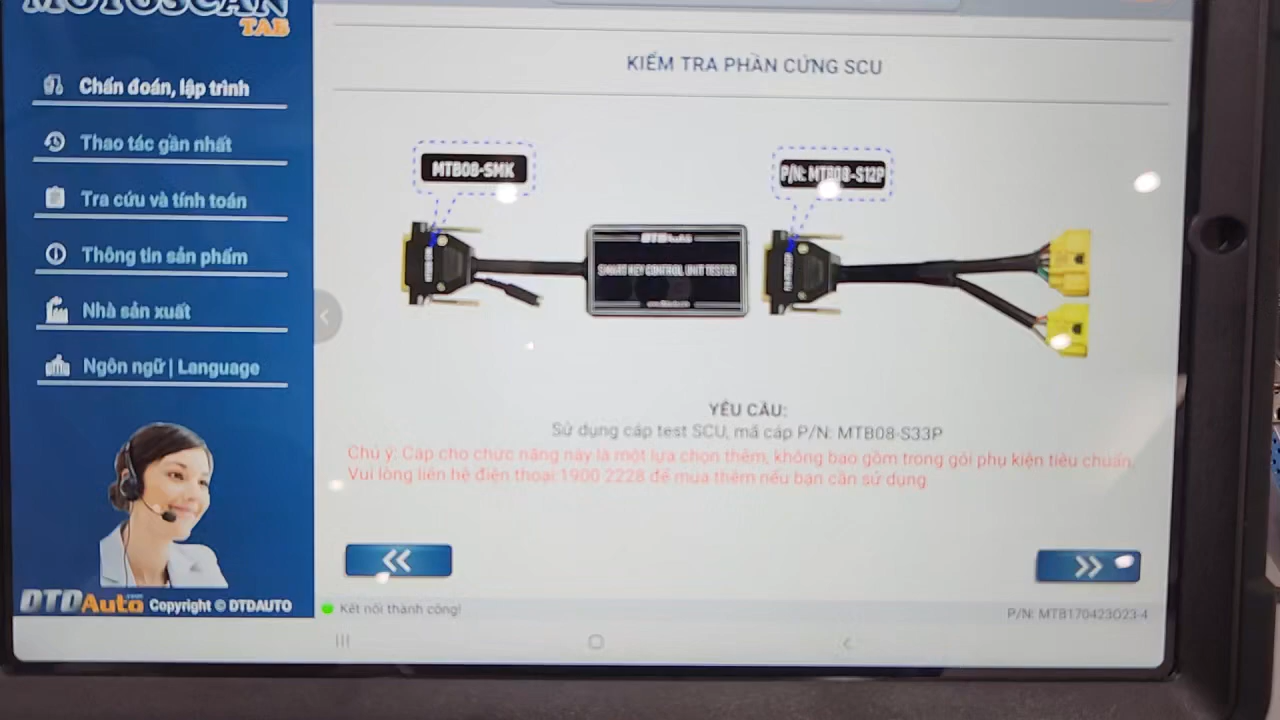 MOTOSCAN
TAB
Chẩn đoán, lập trình
Thao tác gần nhất
Tra cứu và tính toán
Thông tin sản phẩm
Nhà sản xuất
Ngôn ngữ | Language
DTDAuto.com Copyright © DTDAUTO
KIỂM TRA PHẦN CỨNG SCU
MTB08-SMK
P/N: MTB08-S12P
SMART KEY CONTROL UNIT TESTER
YÊU CẦU:
Sử dụng cáp test SCU, mã cáp P/N: MTB08-S33P
Chú ý: Cáp cho chức năng này là một lựa chọn thêm, không bao gồm trong gói phụ kiện tiêu chuẩn.
Vui lòng liên hệ điện thoại 1900 2228 để mua thêm nếu bạn cần sử dụng
Kết nối thành công!
P/N: MTB170423023-4